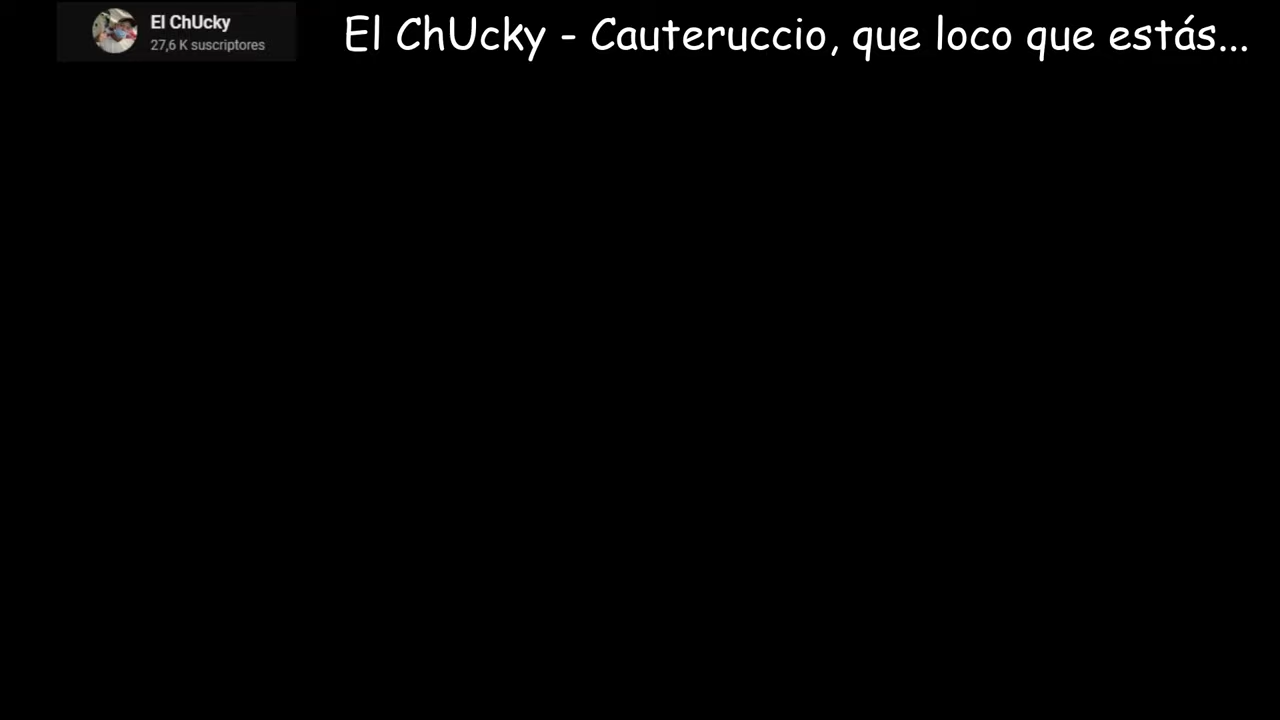 El ChUcky
27,6 K suscriptores
El ChUcky - Cauteruccio, que loco que estás...